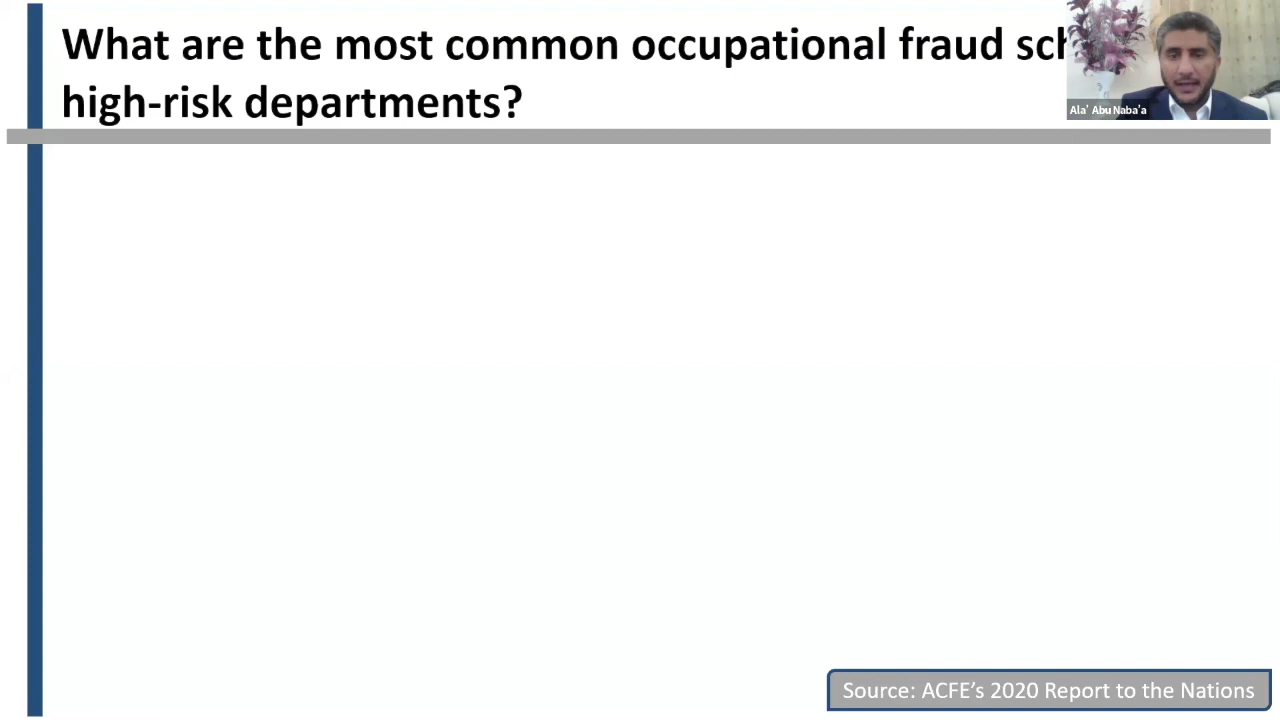 What are the most common occupational fraud
high-risk departments?
Ala' Abu Naba'a
Source: ACFE's 2020 Report to the Nations